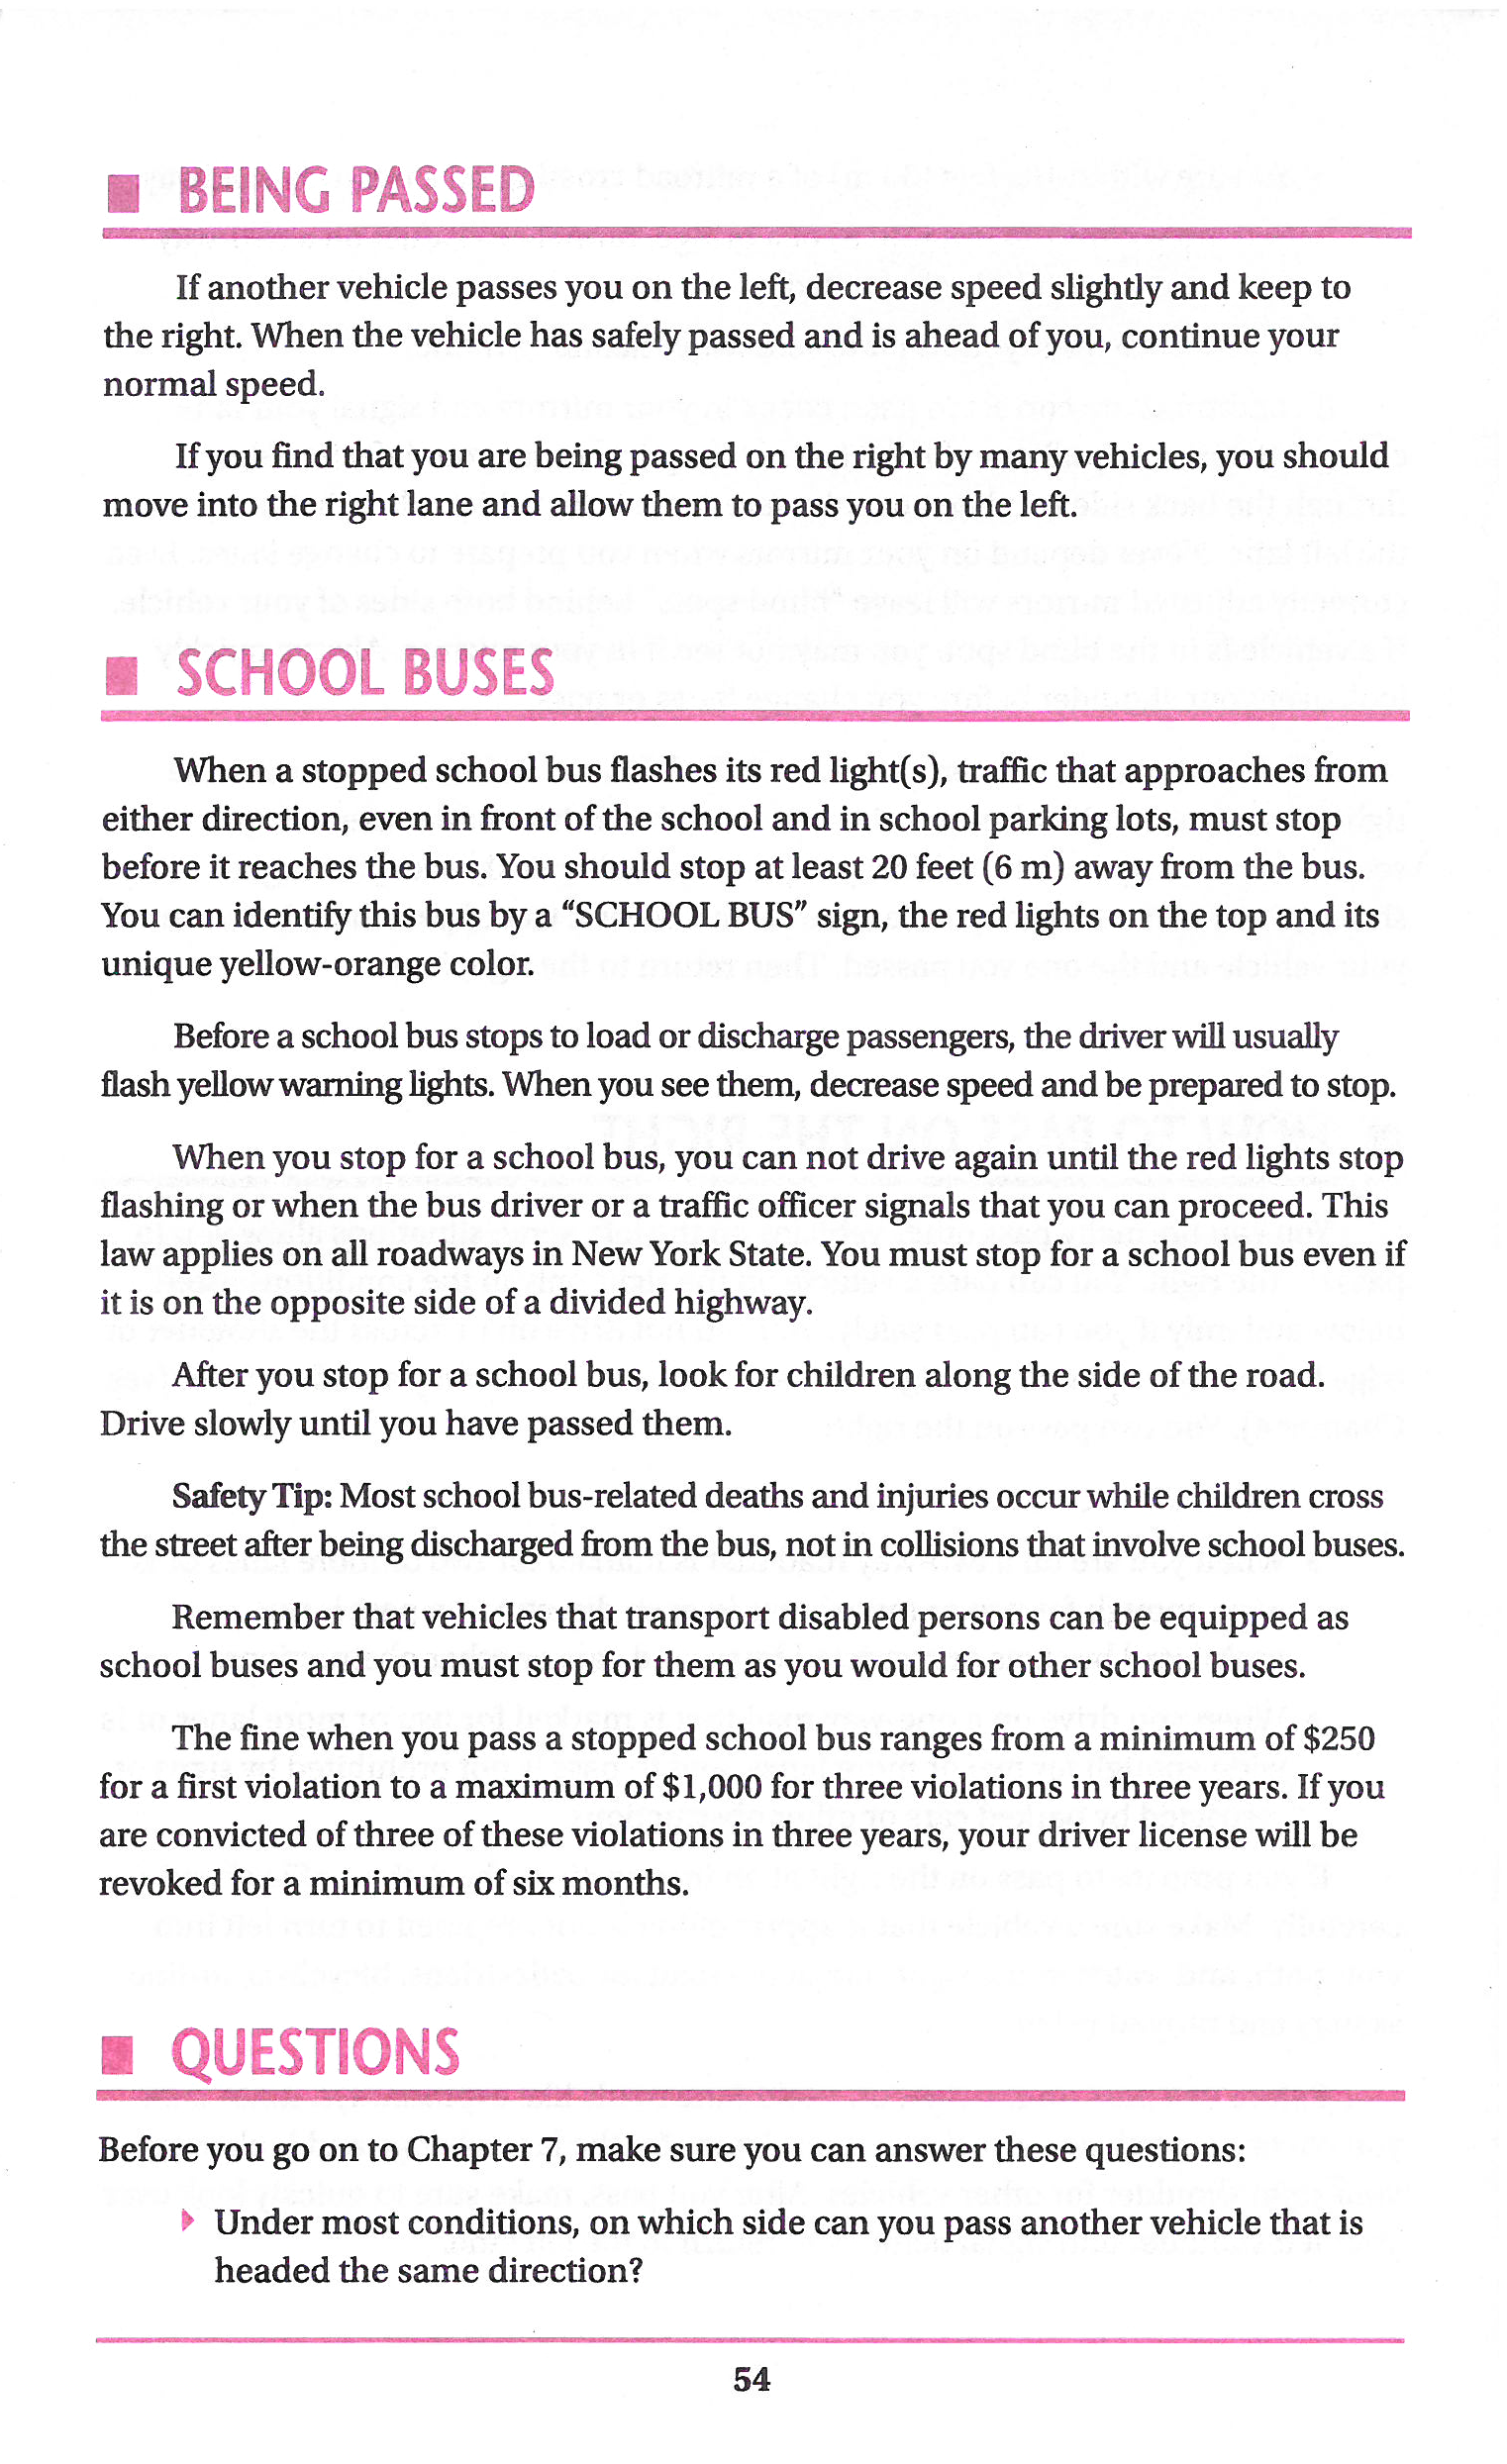 BEING PASSED
If another vehicle passes you on the left, decrease speed slightly and keep to
the right. When the vehicle has safely passed and is ahead of you, continue your
normal speed.
If you find that you are being passed on the right by many vehicles, you should
move into the right lane and allow them to pass you on the left.
SCHOOL BUSES
When a stopped school bus flashes its red light(s), traffic that approaches from
either direction, even in front of the school and in school parking lots, must stop
before it reaches the bus. You should stop at least 20 feet (6 m) away from the bus.
You can identify this bus by a “SCHOOL BUS” sign, the red lights on the top and its
unique yellow-orange color.
Before a school bus stops to load or discharge passengers, the driver will usually
flash yellow warning lights. When you see them, decrease speed and be prepared to stop.
When you stop for a school bus, you can not drive again until the red lights stop
flashing or when the bus driver or a traffic officer signals that you can proceed. This
law applies on all roadways in New York State. You must stop for a school bus even if
it is on the opposite side of a divided highway.
After you stop for a school bus, look for children along the side of the road.
Drive slowly until you have passed them.
Safety Tip: Most school bus-related deaths and injuries occur while children cross
the street after being discharged from the bus, not in collisions that involve school buses.
Remember that vehicles that transport disabled persons can be equipped as
school buses and you must stop for them as you would for other school buses.
The fine when you pass a stopped school bus ranges from a minimum of $250
for a first violation to a maximum of $1,000 for three violations in three years. If you
are convicted of three of these violations in three years, your driver license will be
revoked for a minimum of six months.
QUESTIONS
Before you go on to Chapter 7, make sure you can answer these questions:
Under most conditions, on which side can you pass another vehicle that is
headed the same direction?
54